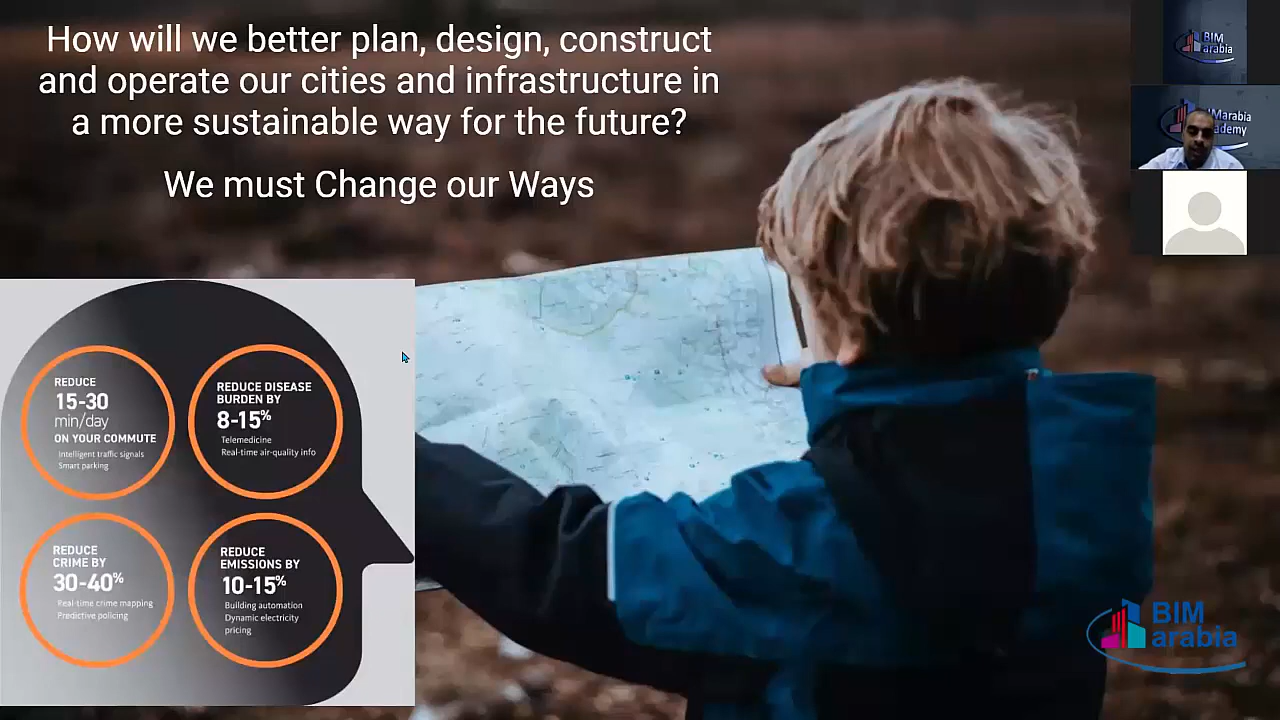 How will we better plan, design, construct
and operate our cities and infrastructure in
a more sustainable way for the future?
We must Change our Ways
REDUCE
15-30
min/day
ON YOUR COMMUTE
Intelligent traffic signals
Smart parking
REDUCE DISEASE
BURDEN BY
8-15%
Telemedicine
Real-time air-quality info
REDUCE
CRIME BY
30-40%
Real-time crime mapping
Predictive policing
REDUCE
EMISSIONS BY
10-15%
Building automation
Dynamic electricity
pricing
BIM
arabia
BIM
arabia